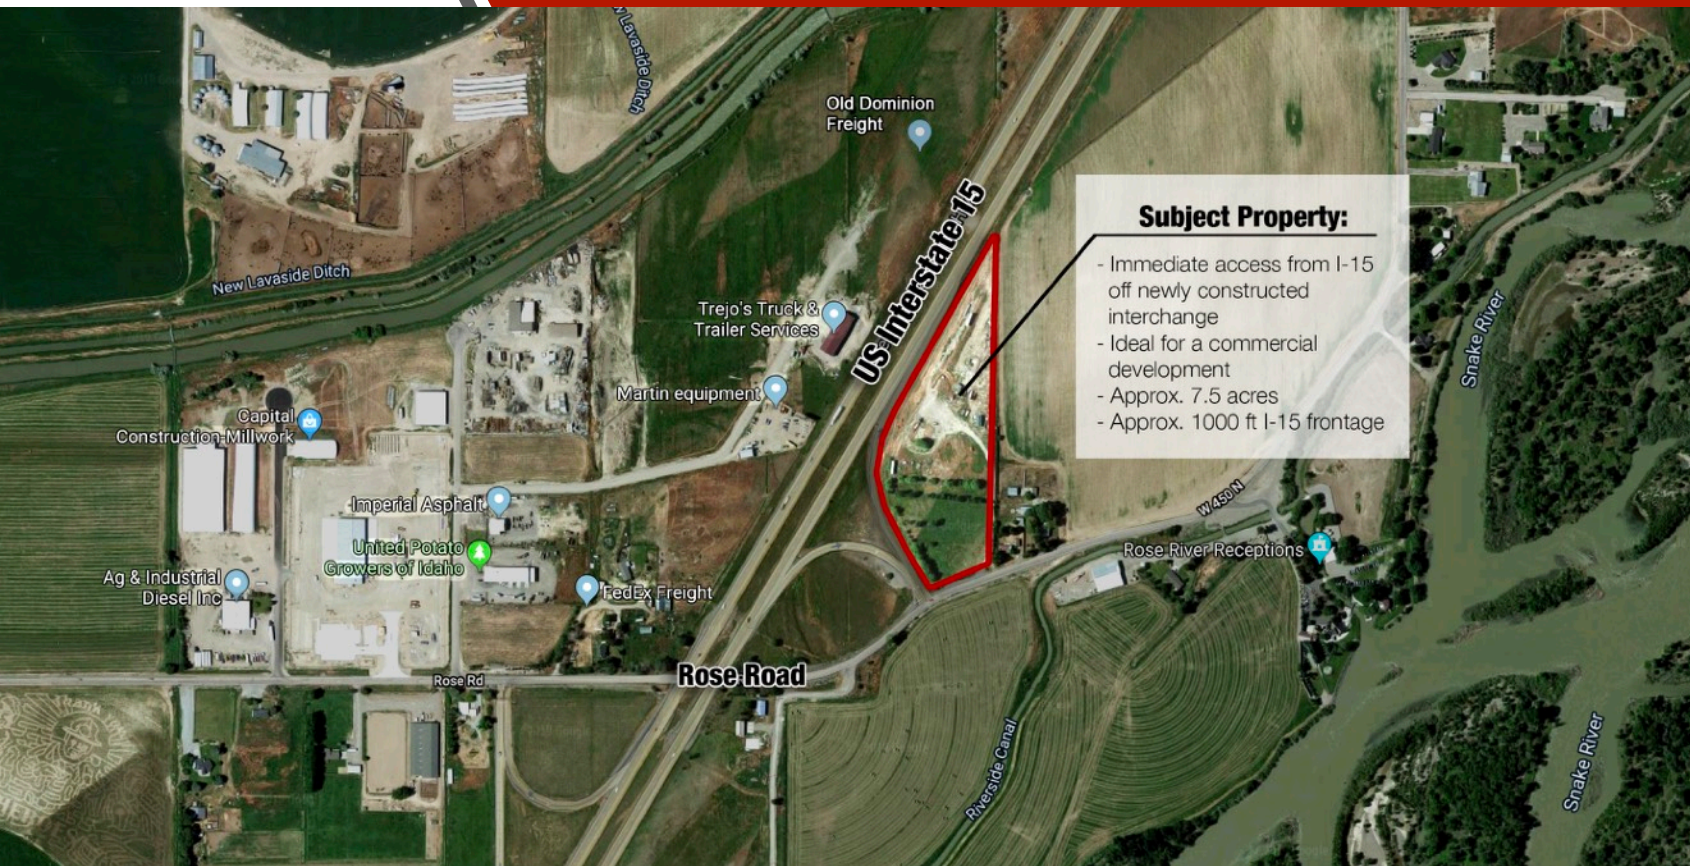 New Lavaside Ditch
Old Dominion
Freight
US Interstate 15
Subject Property:
- Immediate access from I-15
off newly constructed
interchange
- Ideal for a commercial
development
- Approx. 7.5 acres
- Approx. 1000 ft I-15 frontage
New Lavaside Ditch
Trejo's Truck &
Trailer Services
Snake River
Martin equipment
Capital
Construction-Millwork
Imperial Asphalt
W 450 N
United Potato
Growers of Idaho
Rose River Receptions
Ag & Industrial
Diesel Inc
FedEx Freight
Rose Rd
Rose Road
Riverside Canal
Snake River